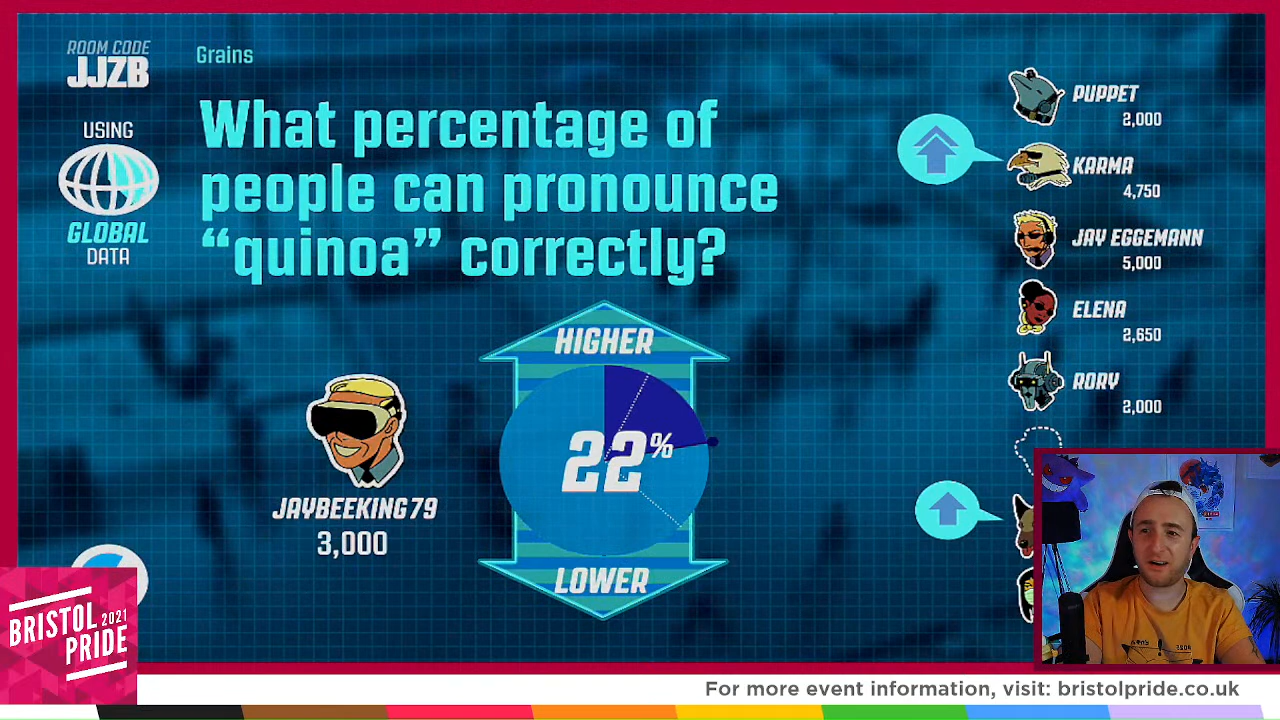 ROOM CODE
JJZB
USING
GLOBAL
DATA
Grains
What percentage of
people can pronounce
“quinoa” correctly?
HIGHER
22%
LOWER
JAYBEEKING79
3,000
PUPPET
2,000
KARMA
4,750
JAY EGGEMANN
5,000
ELENA
2,650
RORY
2,000
BRISTOL 2021
PRIDE
For more event information, visit: bristolpride.co.uk